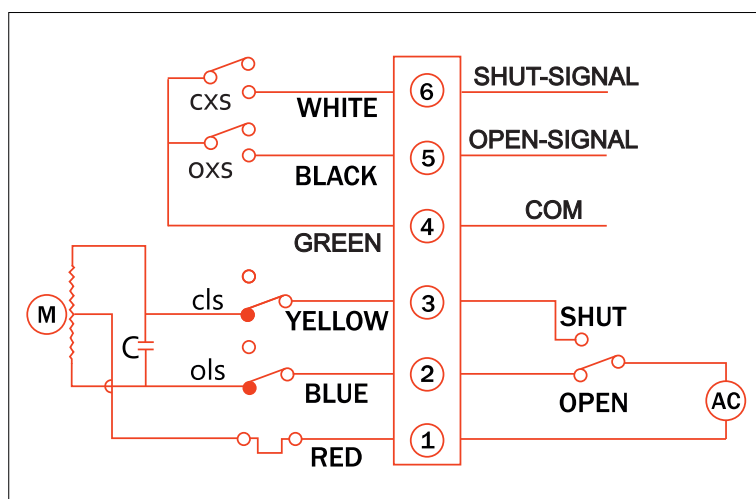 cxs
WHITE
6
SHUT-SIGNAL
oxs
BLACK
5
OPEN-SIGNAL
GREEN
4
COM
M
C
cls
YELLOW
3
SHUT
ols
BLUE
2
OPEN
AC
RED
1